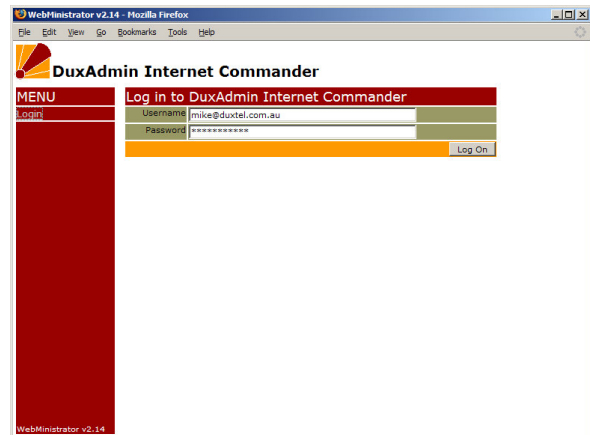 WebMinistrator v2.14 - Mozilla Firefox
File Edit View Go Bookmarks Tools Help
DuxAdmin Internet Commander
MENU
Login
Log in to DuxAdmin Internet Commander
Username mike@duxtel.com.au
Password ***********
Log On
WebMinistrator v2.14